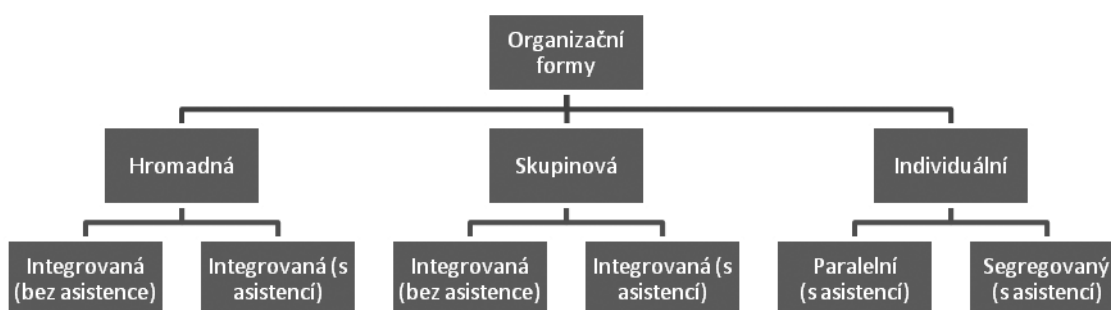 Organizační
formy
Hromadná
Skupinová
Individuální
Integrovaná
(bez asistence)
Integrovaná (s
asistencí)
Integrovaná
(bez asistence)
Integrovaná (s
asistencí)
Paralelní
(s asistencí)
Segregovaný
(s asistencí)